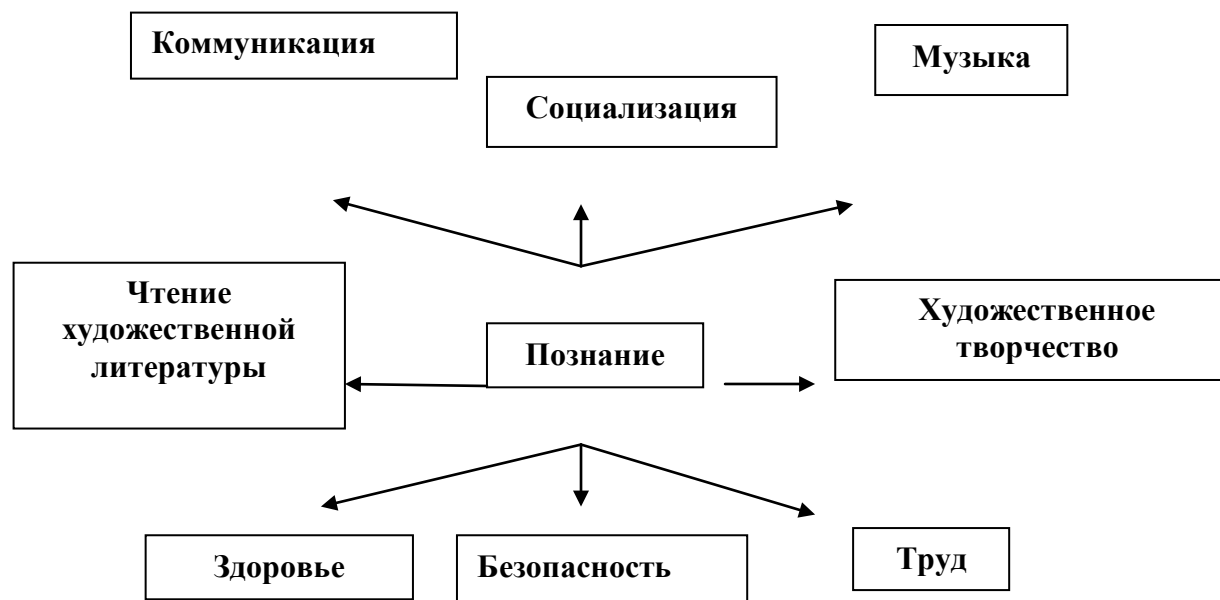 Коммуникация
Музыка
Социализация
Чтение
художественной
литературы
Познание
Художественное
творчество
Здоровье
Безопасность
Труд